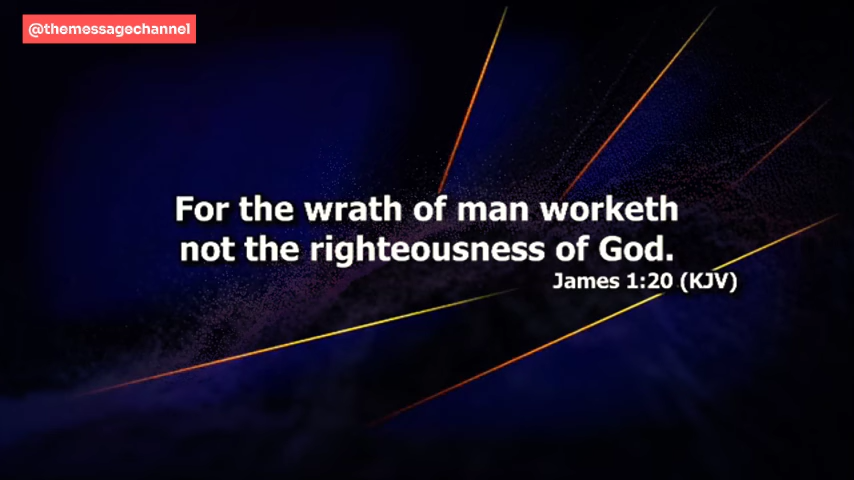 @themessagechannel
For the wrath of man worketh
not the righteousness of God.
James 1:20 (KJV)